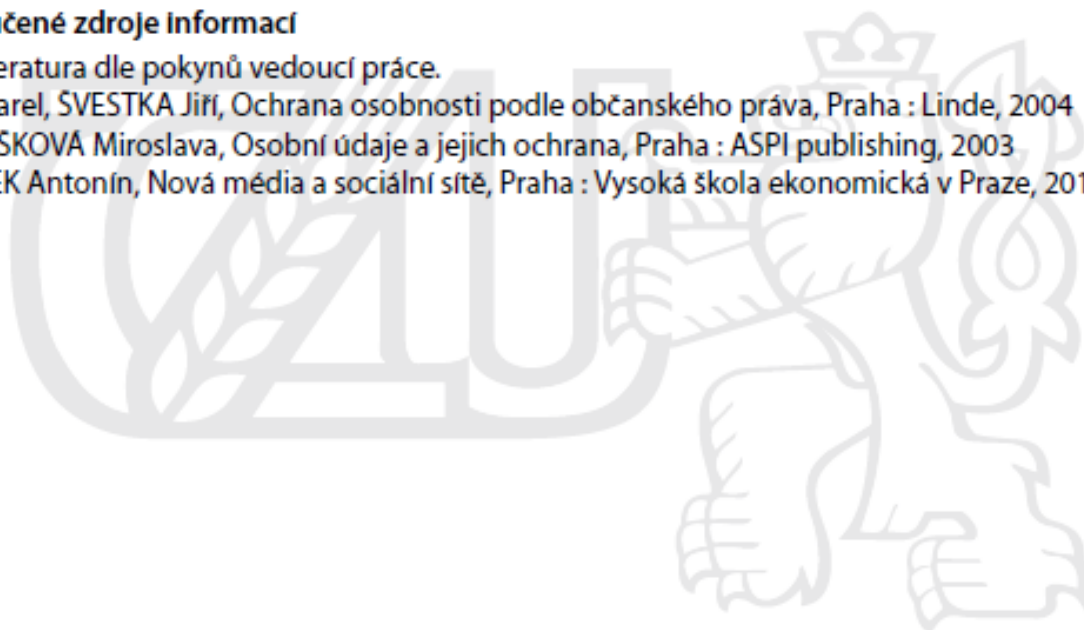 učené zdroje informací
eratura dle pokynů vedoucí práce.
arel, ŠVESTKA Jiří, Ochrana osobnosti podle občanského práva, Praha : Linde, 2004
ŠKOVÁ Miroslava, Osobní údaje a jejich ochrana, Praha : ASPI publishing, 2003
EK Antonín, Nová média a sociální sítě, Praha : Vysoká škola ekonomická v Praze, 201
ČZU